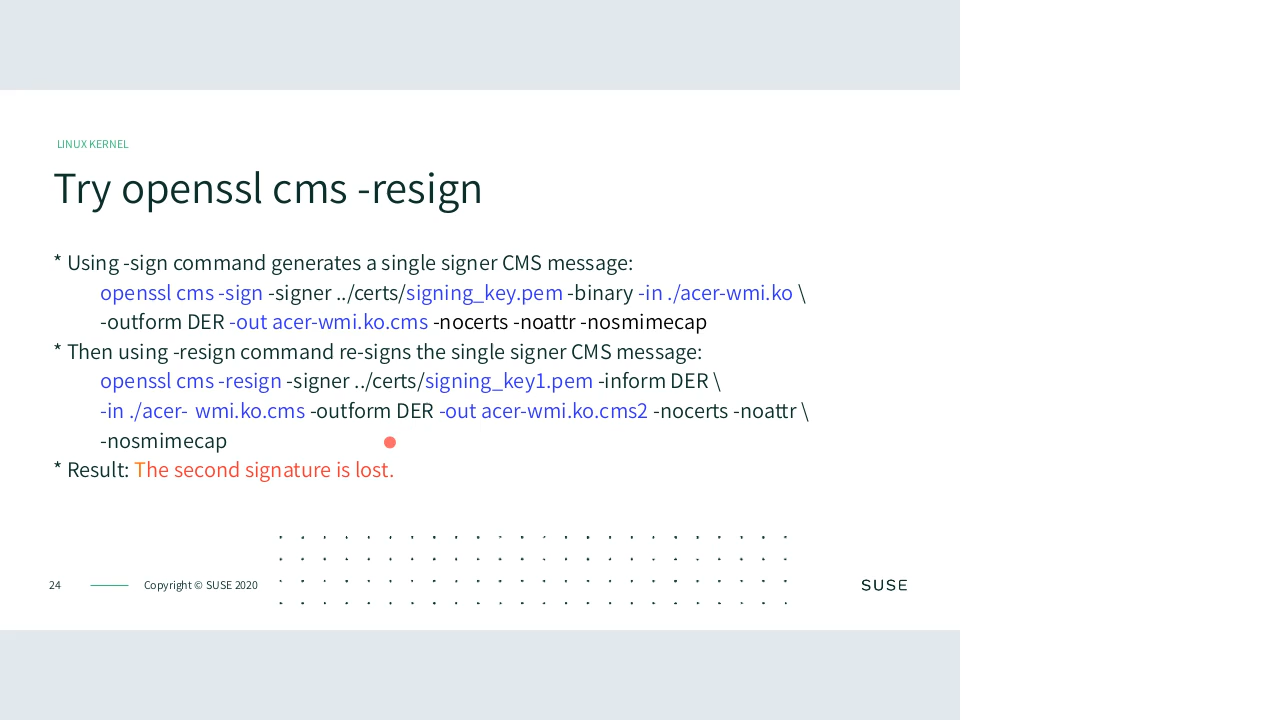 LINUX KERNEL
Try openssl cms -resign
* Using -sign command generates a single signer CMS message:
openssl cms -sign -signer ../certs/signing_key.pem -binary -in ./acer-wmi.ko \
-outform DER -out acer-wmi.ko.cms -nocerts -noattr -nosmimecap
* Then using -resign command re-signs the single signer CMS message:
openssl cms -resign -signer ../certs/signing_key1.pem -inform DER \
-in ./acer- wmi.ko.cms -outform DER -out acer-wmi.ko.cms2 -nocerts -noattr \
-nosmimecap
* Result: The second signature is lost.
24 Copyright © SUSE 2020 SUSE